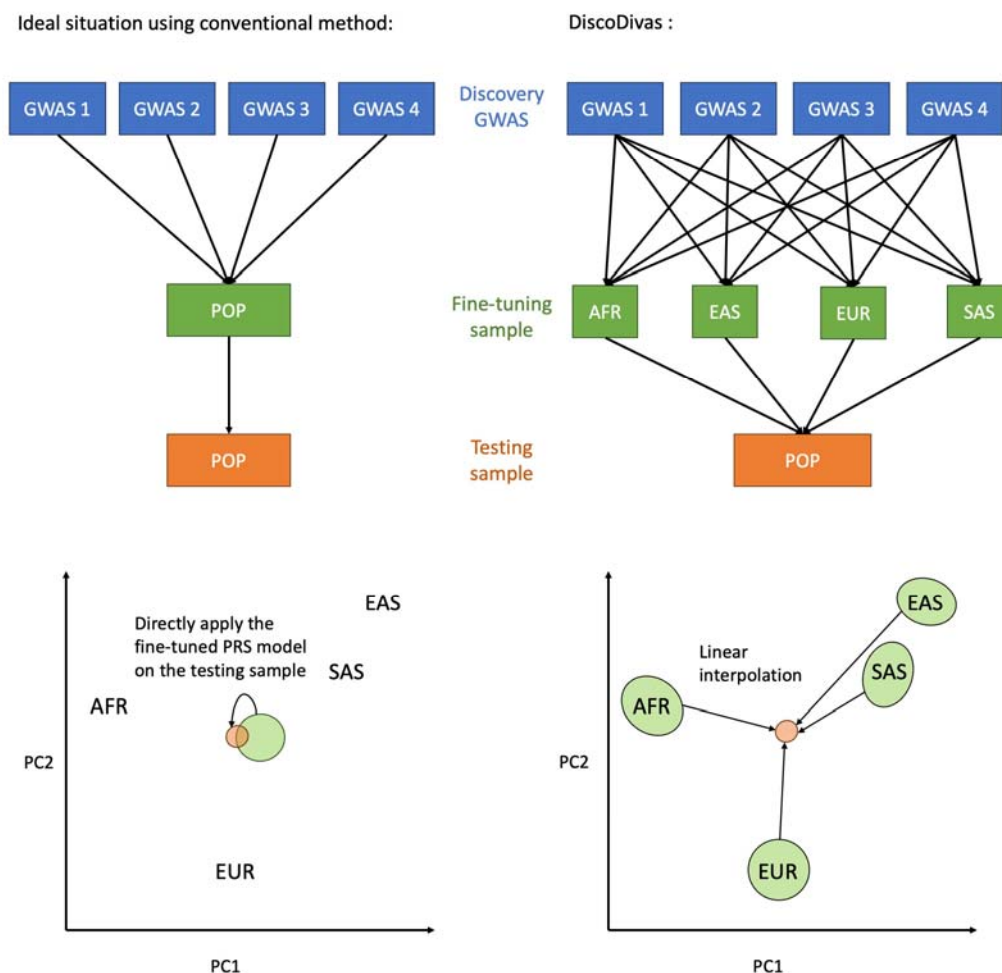 Ideal situation using conventional method:
DiscoDivas :
GWAS 1
GWAS 2
GWAS 3
GWAS 4
Discovery
GWAS
GWAS 1
GWAS 2
GWAS 3
GWAS 4
POP
Fine-tuning
sample
AFR
EAS
EUR
SAS
POP
Testing
sample
POP
Directly apply the
fine-tuned PRS model
on the testing sample
EAS
SAS
AFR
PC2
EUR
PC1
EAS
Linear
interpolation
SAS
AFR
PC2
EUR
PC1